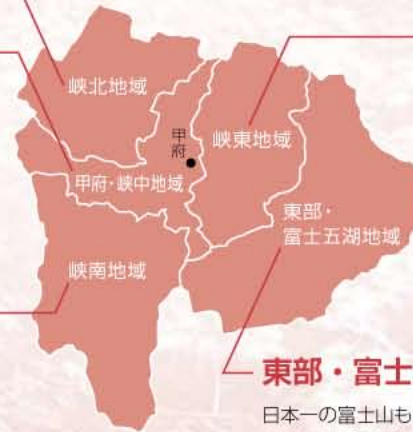 峡北地域
甲府
峡東地域
甲府・峡中地域
東部・
富士五湖地域
峡南地域
東部・富士
日本一の富士山も